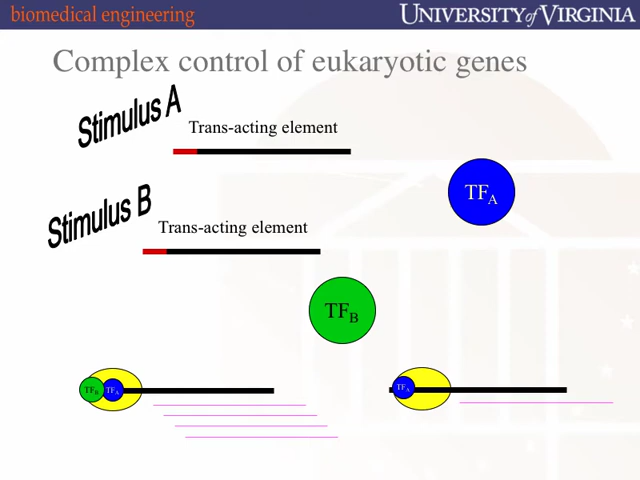 biomedical engineering
UNIVERSITY of VIRGINIA
Complex control of eukaryotic genes
Stimulus A
Trans-acting element
TFA
Stimulus B
Trans-acting element
TFB
TFB TFA
TFA